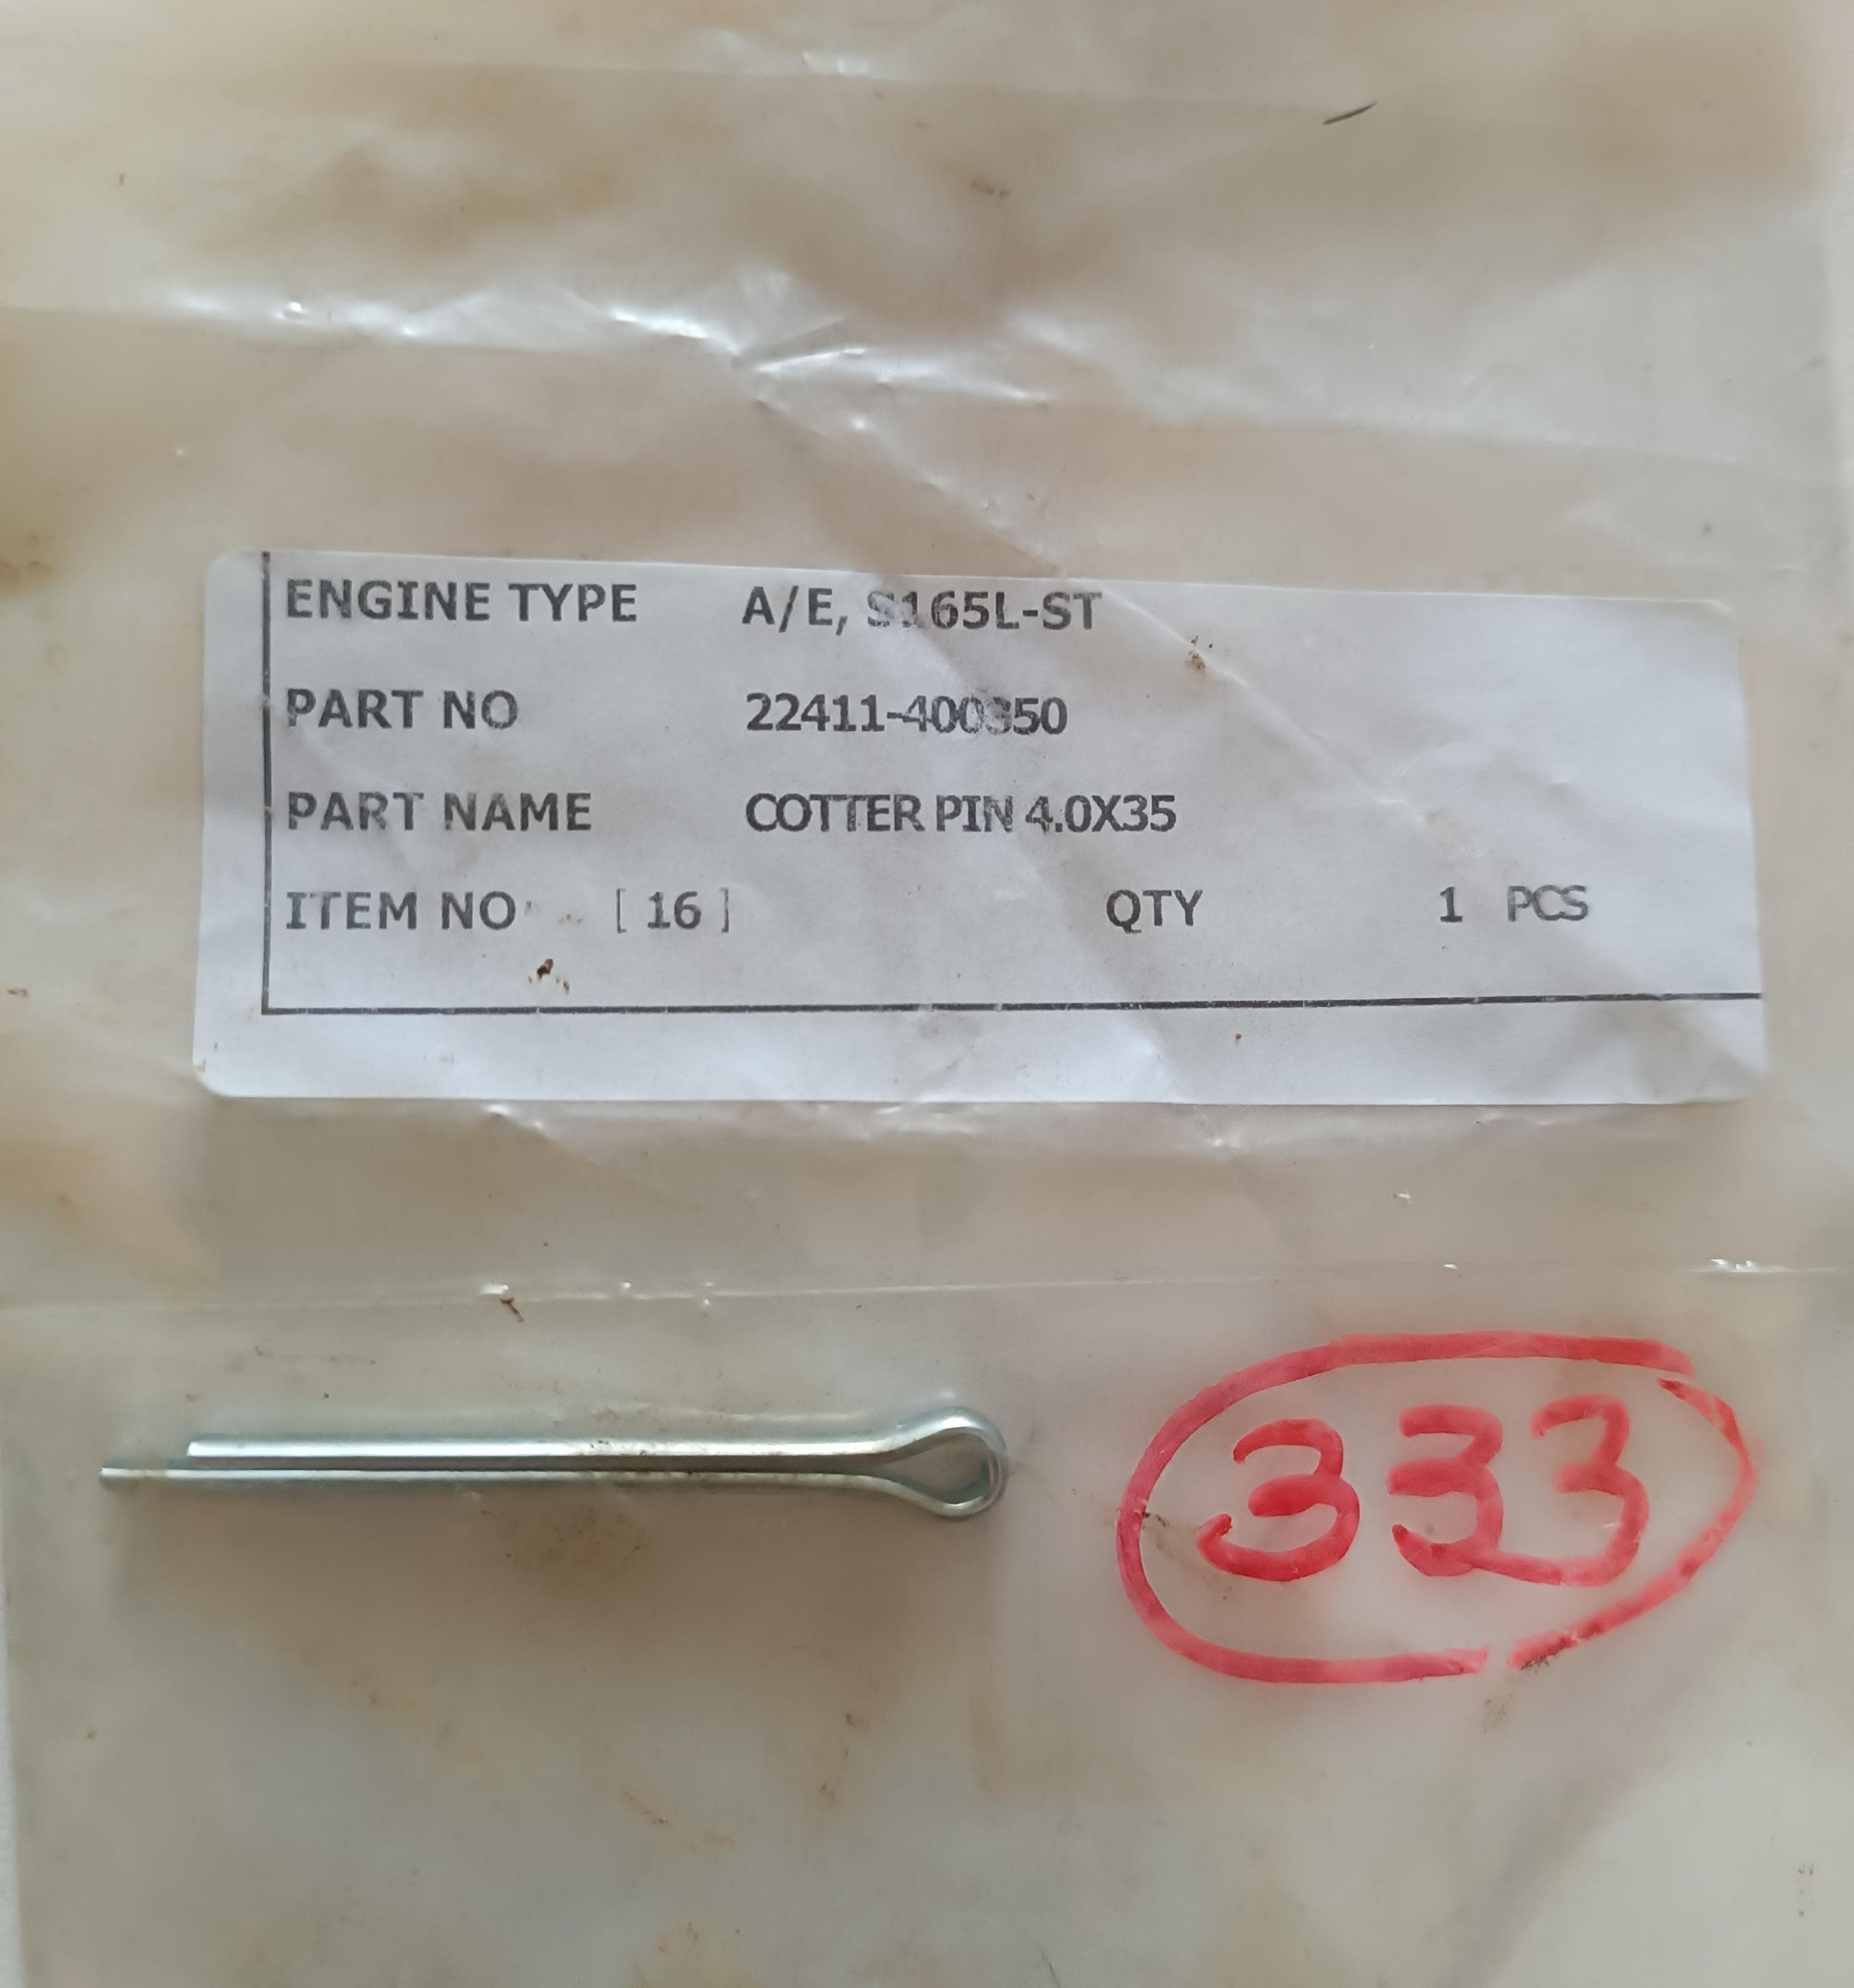 ENGINE TYPE A/E, S165L-ST
PART NO 22411-400350
PART NAME COTTER PIN 4.0X35
ITEM NO [ 16 ] QTY 1 PCS
333